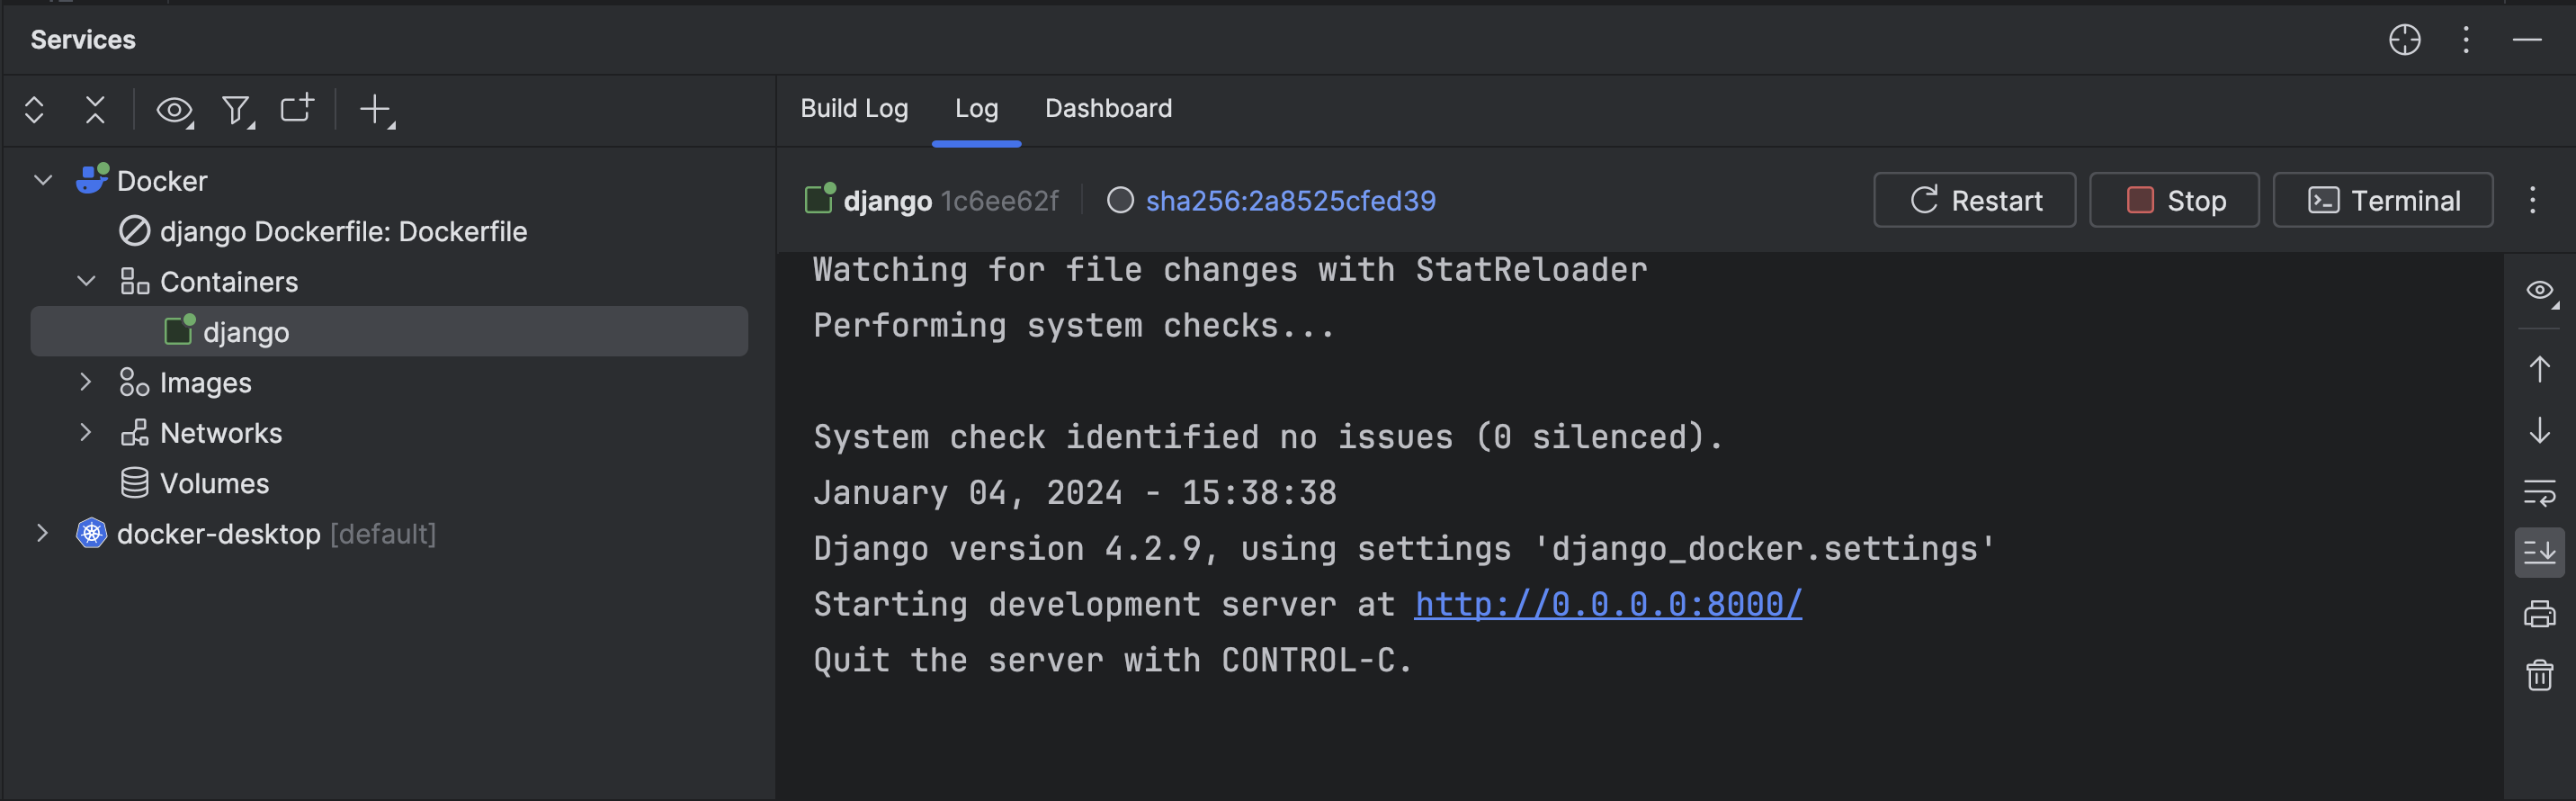 Services
Build Log Log Dashboard
Docker
django Dockerfile: Dockerfile
Containers
django
Images
Networks
Volumes
docker-desktop [default]
django 1c6ee62f sha256:2a8525cfed39 Restart Stop Terminal
Watching for file changes with StatReloader
Performing system checks...
System check identified no issues (0 silenced).
January 04, 2024 - 15:38:38
Django version 4.2.9, using settings 'django_docker.settings'
Starting development server at http://0.0.0.0:8000/
Quit the server with CONTROL-C.